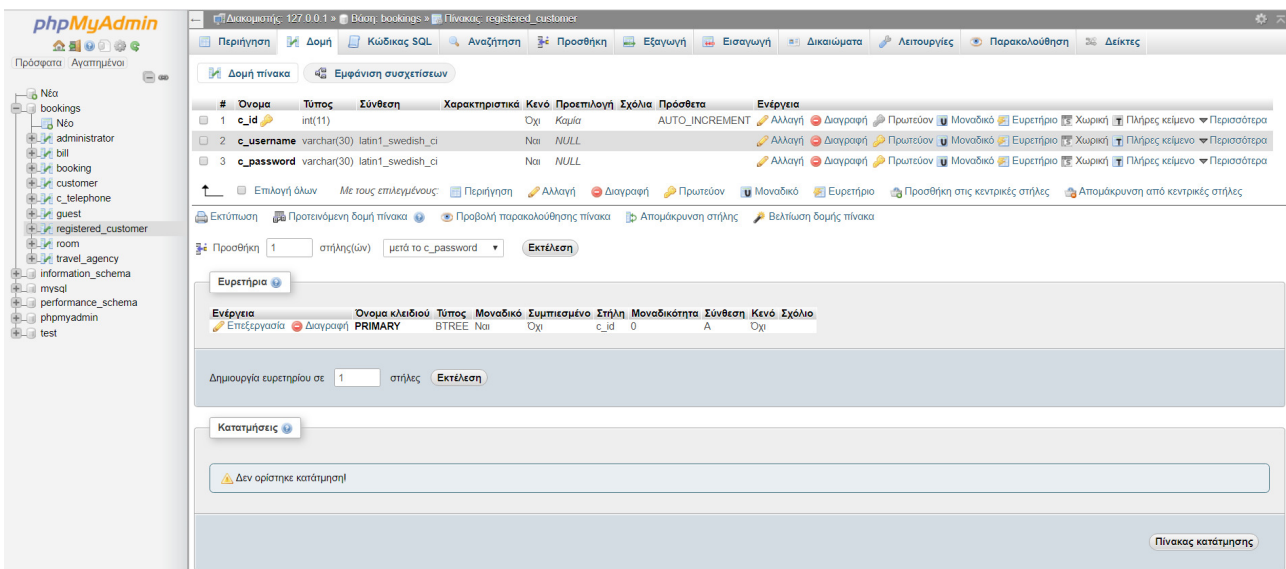 phpMyAdmin
Πρόσφατα Αγαπημένοι
Νέα
bookings
Νέο
administrator
bill
booking
customer
c_telephone
guest
registered_customer
room
travel_agency
information_schema
mysql
performance_schema
phpmyadmin
test
Διακομιστής: 127.0.0.1 » Βάση: bookings » Πίνακας: registered_customer
Περιήγηση Δομή Κώδικας SQL Αναζήτηση Προσθήκη Εξαγωγή Εισαγωγή Δικαιώματα Λειτουργίες Παρακολούθηση Δείκτες
Δομή πίνακα Εμφάνιση συσχετίσεων
# Όνομα Τύπος Σύνθεση Χαρακτηριστικά Κενό Προεπιλογή Σχόλια Πρόσθετα Ενέργεια
1 c_id int(11) Όχι Καμία AUTO_INCREMENT Αλλαγή Διαγραφή Πρωτεύον Μοναδικό Ευρετήριο Χωρική Πλήρες κείμενο Περισσότερα
2 c_username varchar(30) latin1_swedish_ci Ναι NULL Αλλαγή Διαγραφή Πρωτεύον Μοναδικό Ευρετήριο Χωρική Πλήρες κείμενο Περισσότερα
3 c_password varchar(30) latin1_swedish_ci Ναι NULL Αλλαγή Διαγραφή Πρωτεύον Μοναδικό Ευρετήριο Χωρική Πλήρες κείμενο Περισσότερα
Επιλογή όλων Με τους επιλεγμένους: Περιήγηση Αλλαγή Διαγραφή Πρωτεύον Μοναδικό Ευρετήριο Προσθήκη στις κεντρικές στήλες Απομάκρυνση από κεντρικές στήλες
Εκτύπωση Προτεινόμενη δομή πίνακα Προβολή παρακολούθησης πίνακα Απομάκρυνση στήλης Βελτίωση δομής πίνακα
Προσθήκη 1 στήλης(ών) μετά το c_password Εκτέλεση
Ευρετήρια
Ενέργεια Όνομα κλειδιού Τύπος Μοναδικό Συμπιεσμένο Στήλη Μοναδικότητα Σύνθεση Κενό Σχόλιο
Επεξεργασία Διαγραφή PRIMARY BTREE Ναι Όχι c_id 0 A Όχι
Δημιουργία ευρετηρίου σε 1 στήλες Εκτέλεση
Κατατμήσεις
Δεν ορίστηκε κατάτμηση!
Πίνακας κατάτμησης